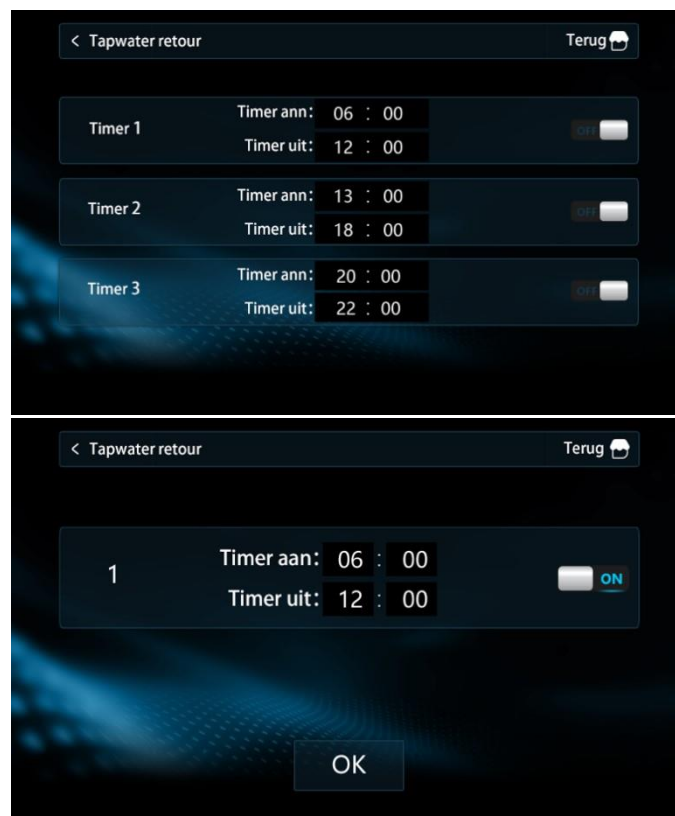 < Tapwater retour Terug
Timer 1
Timer ann: 06 : 00
Timer uit: 12 : 00
OFF
Timer 2
Timer ann: 13 : 00
Timer uit: 18 : 00
OFF
Timer 3
Timer ann: 20 : 00
Timer uit: 22 : 00
OFF
< Tapwater retour Terug
1
Timer aan: 06 : 00
Timer uit: 12 : 00
ON
OK